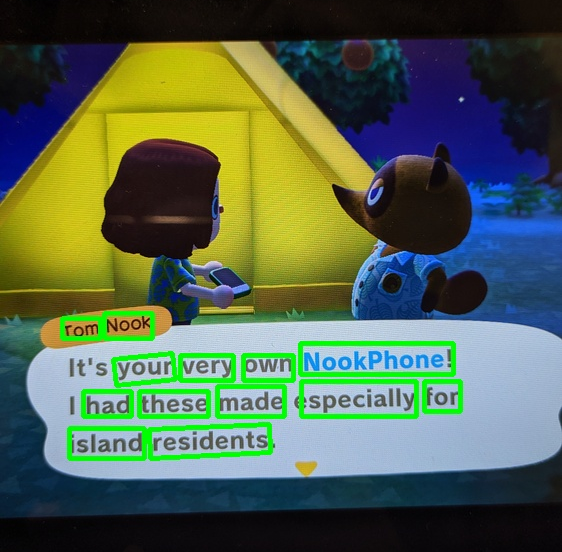 Tom Nook
It's your very own NookPhone!
I had these made especially for
island residents.